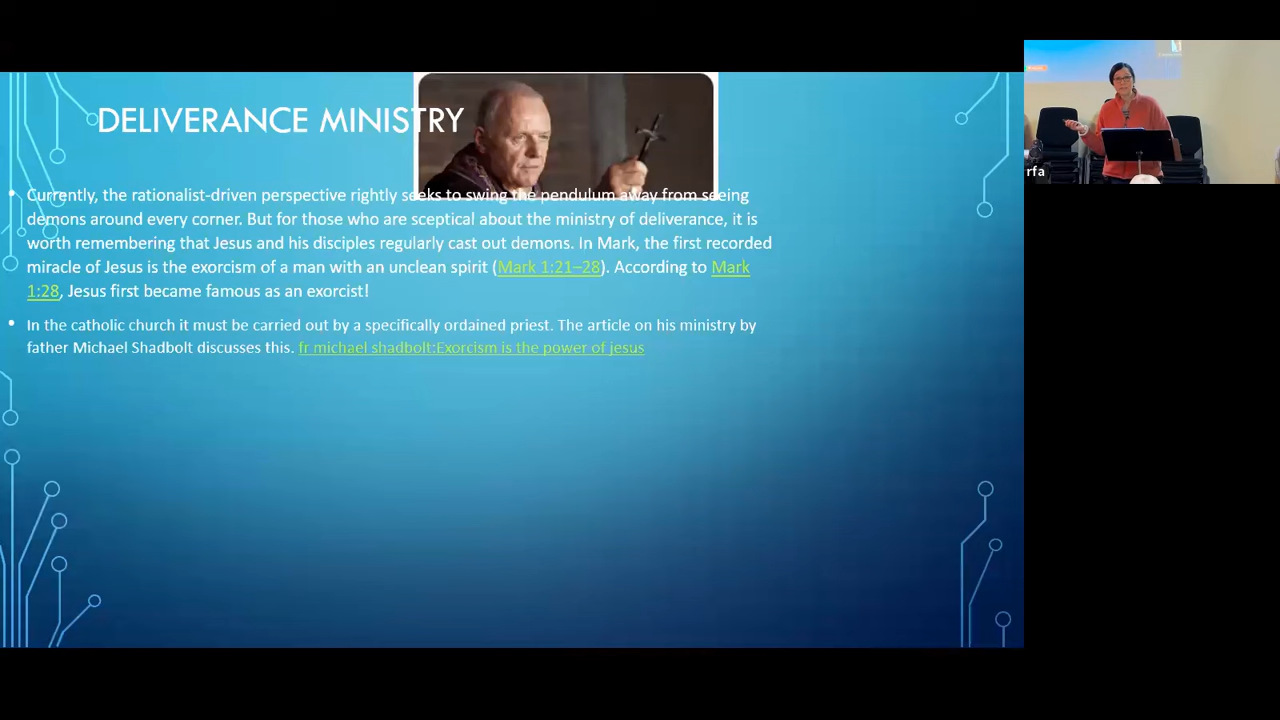 DELIVERANCE MINISTRY
• Currently, the rationalist-driven perspective rightly seeks to swing the pendulum away from seeing
demons around every corner. But for those who are sceptical about the ministry of deliverance, it is
worth remembering that Jesus and his disciples regularly cast out demons. In Mark, the first recorded
miracle of Jesus is the exorcism of a man with an unclean spirit (Mark 1:21–28). According to Mark
1:28, Jesus first became famous as an exorcist!
• In the catholic church it must be carried out by a specifically ordained priest. The article on his ministry by
father Michael Shadbolt discusses this. fr michael shadbolt:Exorcism is the power of jesus
rfa